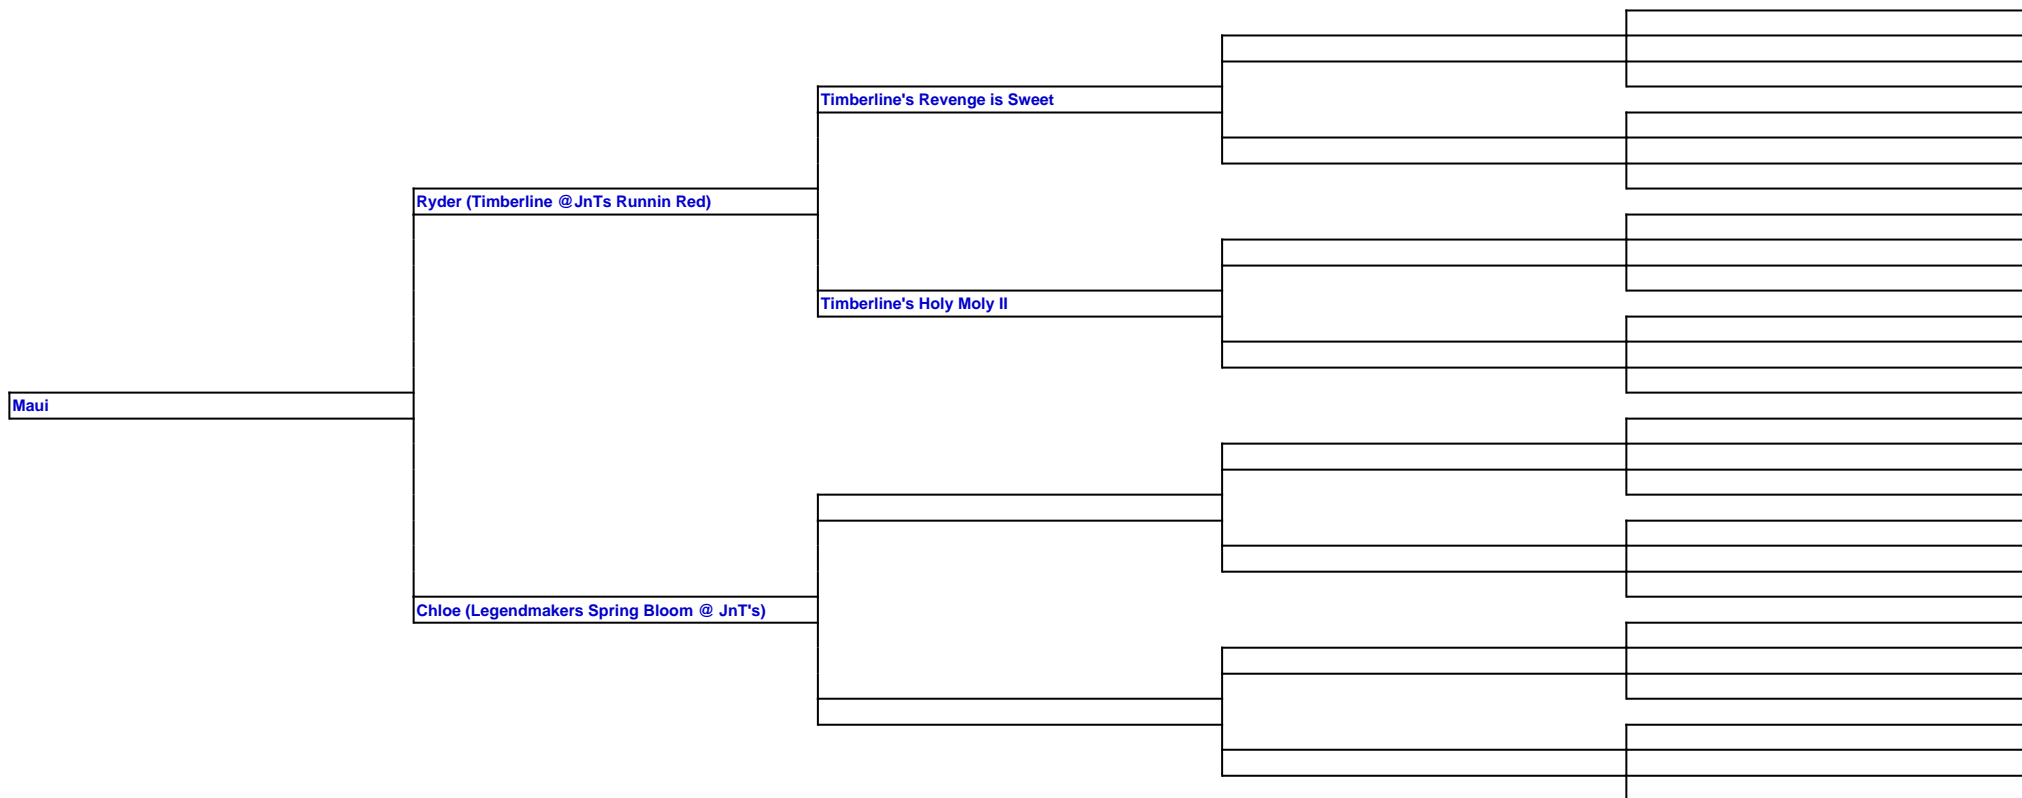 Timberline's Revenge is Sweet
Ryder (Timberline @JnTs Runnin Red)
Timberline's Holy Moly II
Maui
Chloe (Legendmakers Spring Bloom @ JnT's)